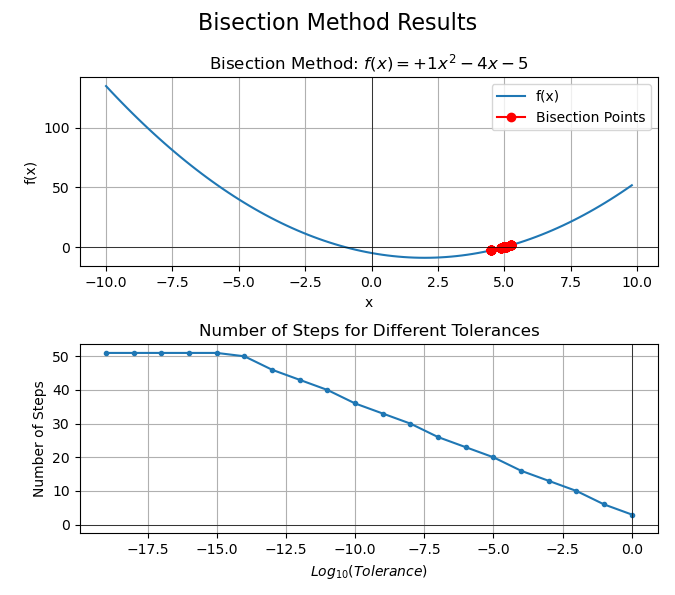 Bisection Method Results
Bisection Method: f(x) = +1x² − 4x − 5
f(x)
Bisection Points
100
50
0
f(x)
−10.0 −7.5 −5.0 −2.5 0.0 2.5 5.0 7.5 10.0
x
Number of Steps for Different Tolerances
50
40
30
20
10
0
Number of Steps
−17.5 −15.0 −12.5 −10.0 −7.5 −5.0 −2.5 0.0
Log₁₀(Tolerance)